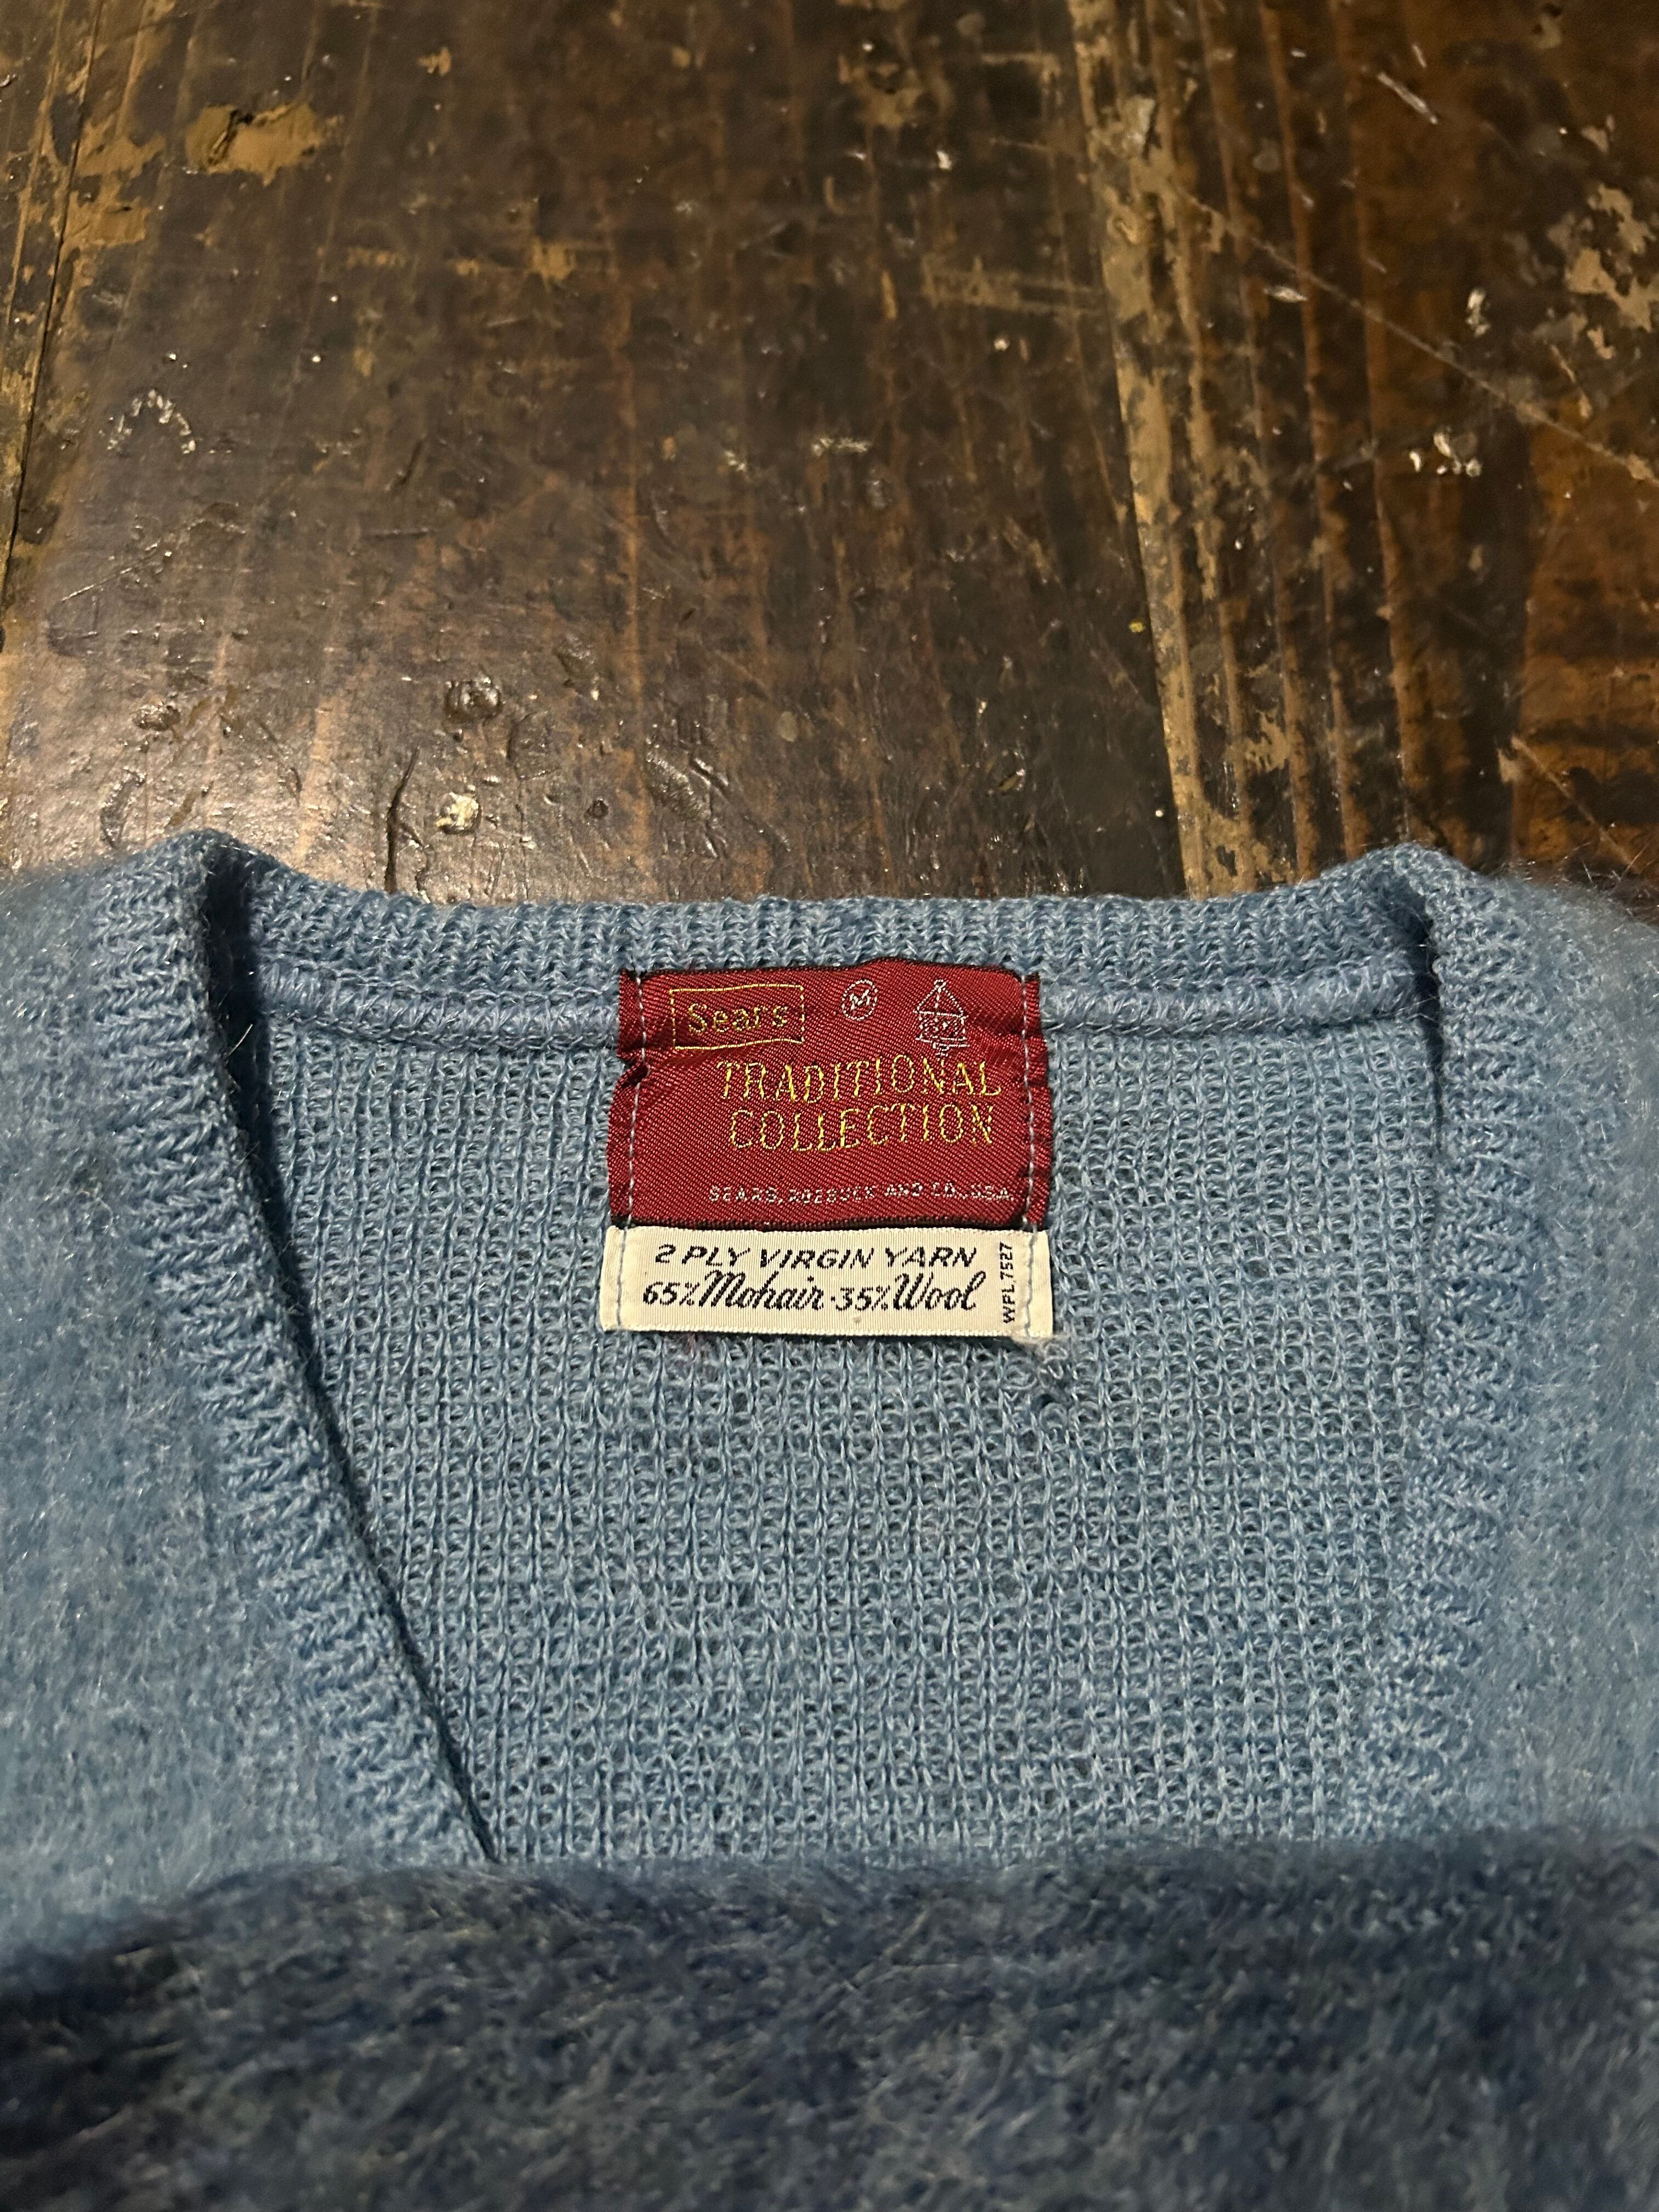 Sears M
TRADITIONAL
COLLECTION
SEARS, ROEBUCK AND CO., U.S.A.
2 PLY VIRGIN YARN
65% Mohair · 35% Wool
WPL 7527